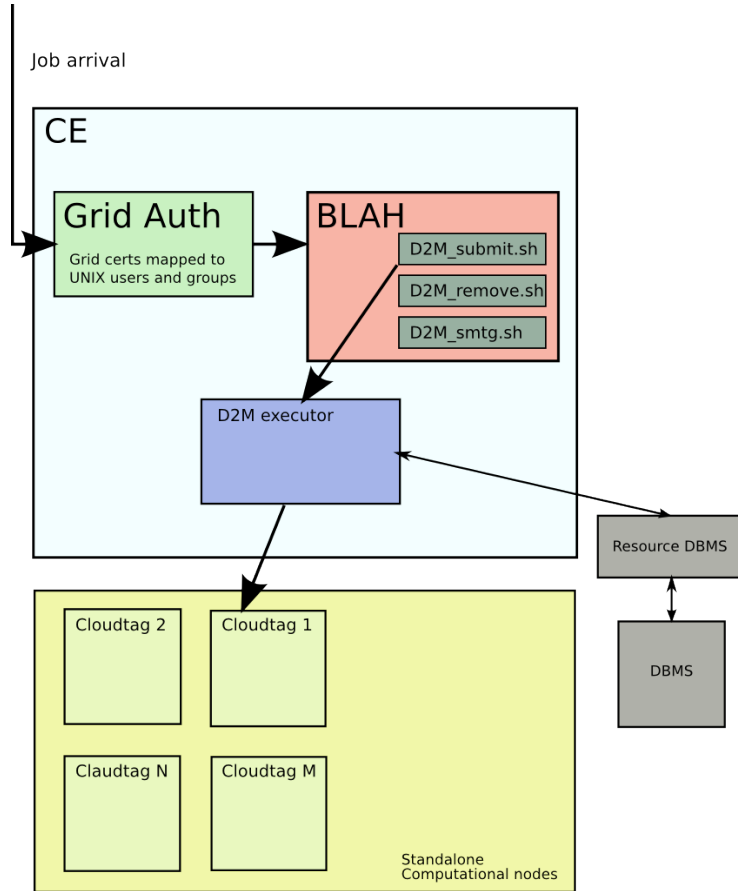 Job arrival
CE
Grid Auth
Grid certs mapped to
UNIX users and groups
BLAH
D2M_submit.sh
D2M_remove.sh
D2M_smtg.sh
D2M executor
Resource DBMS
DBMS
Cloudtag 2
Cloudtag 1
Claudtag N
Cloudtag M
Standalone
Computational nodes